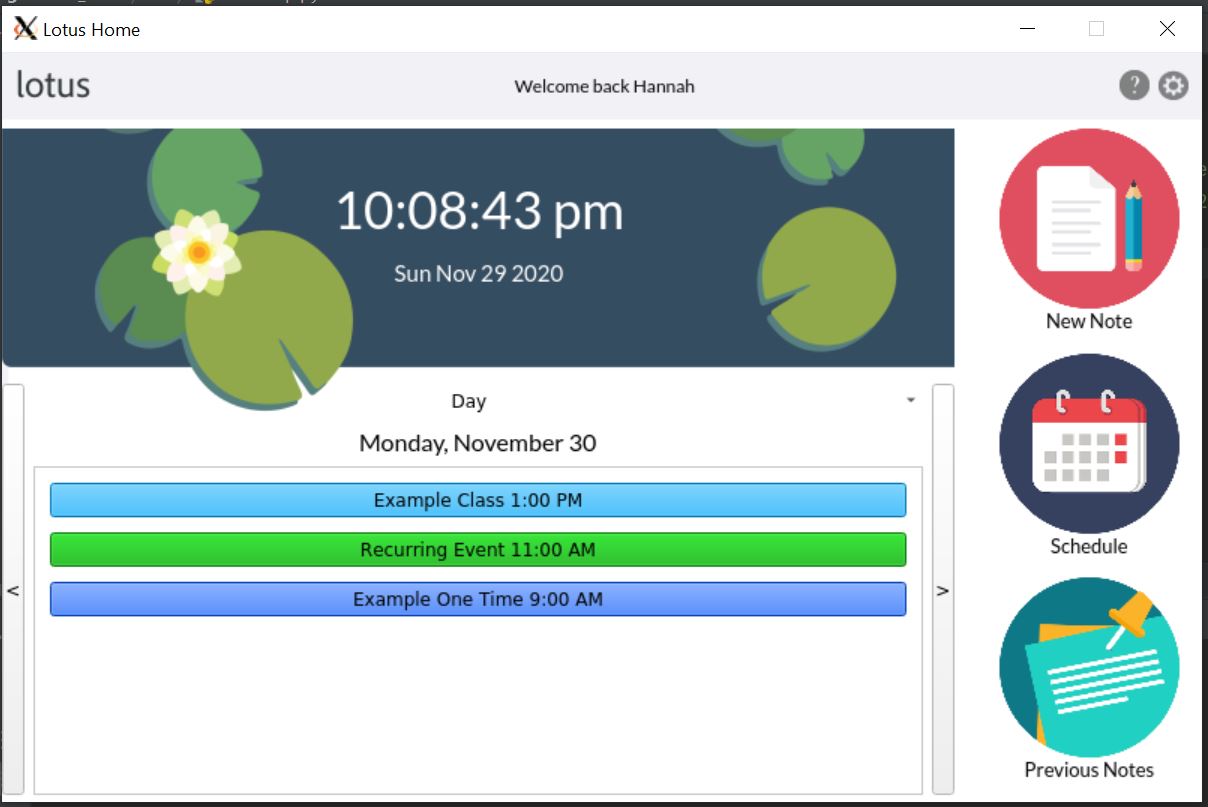 Lotus Home
lotus
Welcome back Hannah
?
10:08:43 pm
Sun Nov 29 2020
New Note
Day
Monday, November 30
Example Class 1:00 PM
Recurring Event 11:00 AM
Example One Time 9:00 AM
<
>
Schedule
Previous Notes